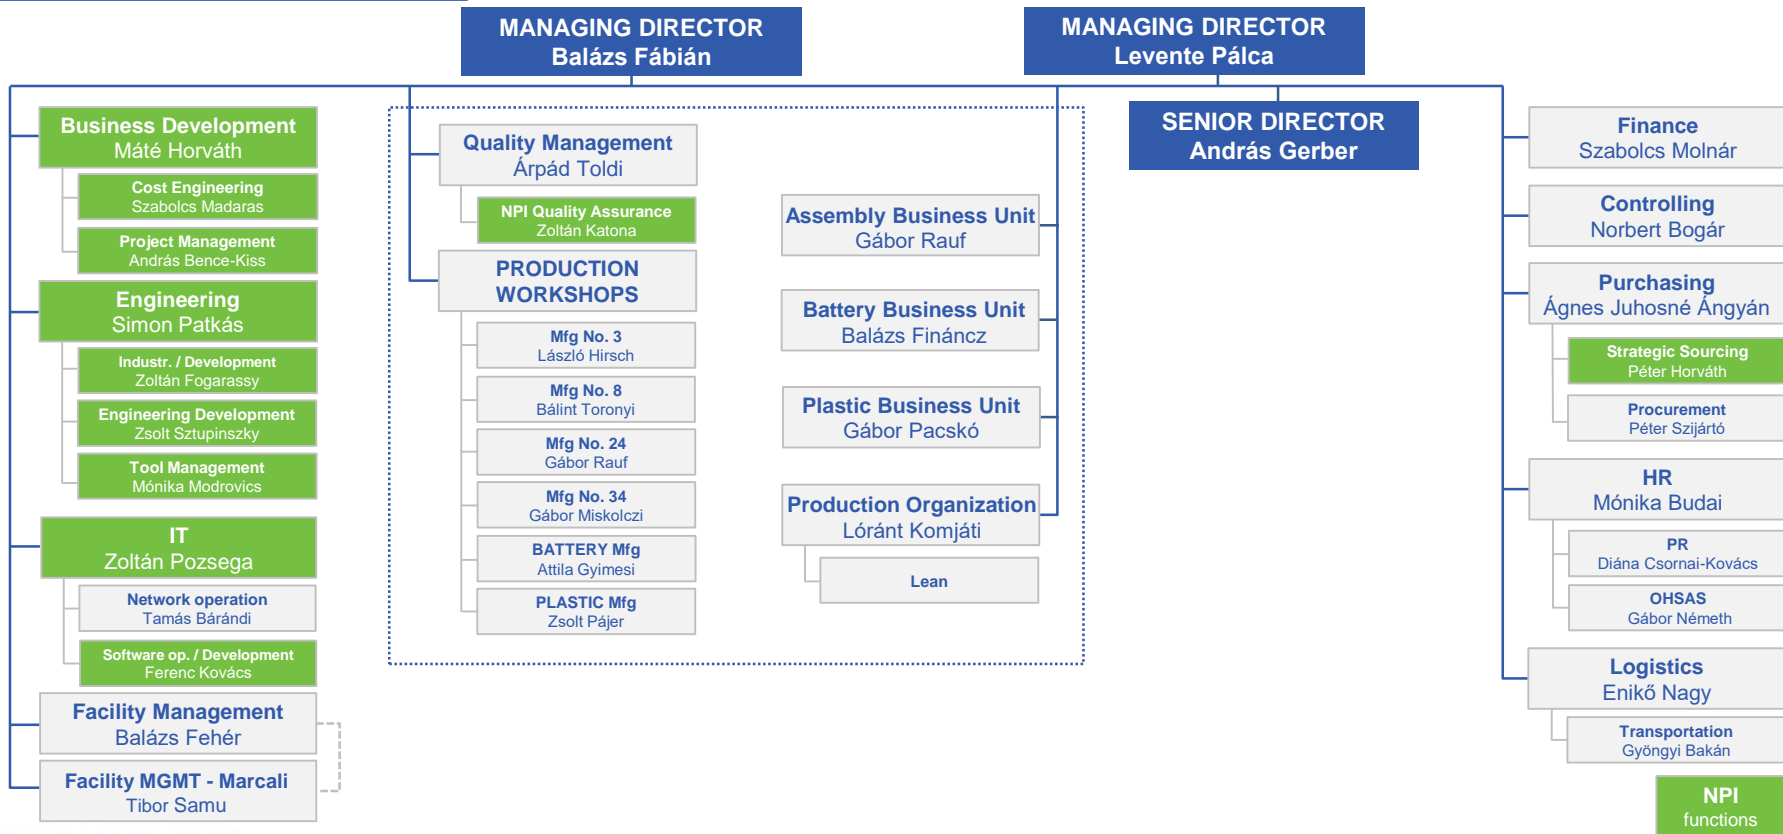 MANAGING DIRECTOR
Balázs Fábián
MANAGING DIRECTOR
Levente Pálca
SENIOR DIRECTOR
András Gerber
Business Development
Máté Horváth
Cost Engineering
Szabolcs Madaras
Project Management
András Bence-Kiss
Engineering
Simon Patkás
Industr. / Development
Zoltán Fogarassy
Engineering Development
Zsolt Sztupinszky
Tool Management
Mónika Modrovics
IT
Zoltán Pozsega
Network operation
Tamás Bárándi
Software op. / Development
Ferenc Kovács
Facility Management
Balázs Fehér
Facility MGMT - Marcali
Tibor Samu
Quality Management
Árpád Toldi
NPI Quality Assurance
Zoltán Katona
PRODUCTION
WORKSHOPS
Mfg No. 3
László Hirsch
Mfg No. 8
Bálint Toronyi
Mfg No. 24
Gábor Rauf
Mfg No. 34
Gábor Miskolczi
BATTERY Mfg
Attila Gyimesi
PLASTIC Mfg
Zsolt Pájer
Assembly Business Unit
Gábor Rauf
Battery Business Unit
Balázs Fináncz
Plastic Business Unit
Gábor Pacskó
Production Organization
Lóránt Komjáti
Lean
Finance
Szabolcs Molnár
Controlling
Norbert Bogár
Purchasing
Ágnes Juhosné Ángyán
Strategic Sourcing
Péter Horváth
Procurement
Péter Szijártó
HR
Mónika Budai
PR
Diána Csornai-Kovács
OHSAS
Gábor Németh
Logistics
Enikő Nagy
Transportation
Gyöngyi Bakán
NPI
functions